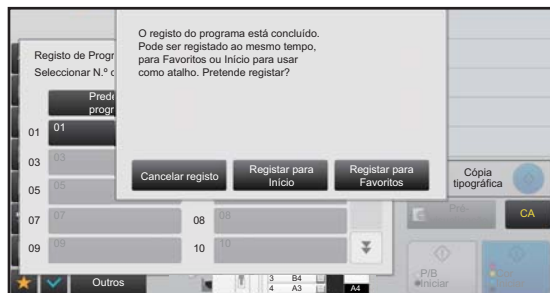 O registo do programa está concluído.
Pode ser registado ao mesmo tempo,
para Favoritos ou Início para usar
como atalho. Pretende registar?
Cancelar registo
Registar para
Início
Registar para
Favoritos
Registo de Progr
Seleccionar N.º
Prede
progr
01 01
03 03
05 05
07 07 08 08
09 09 10 10
Cópia
tipográfica
CA
P/B
Iniciar
Outros
3 B4
4 A3
A4